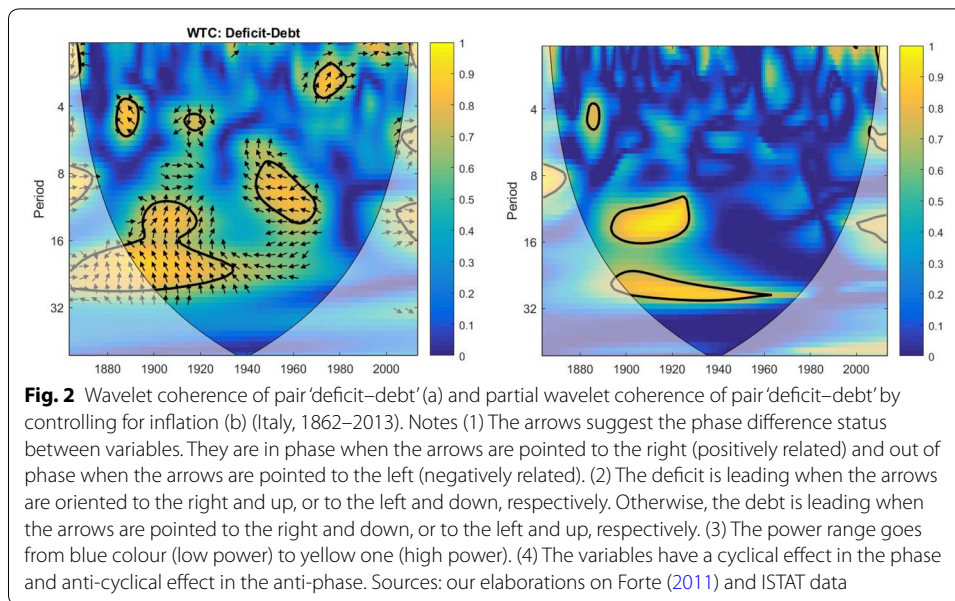 WTC: Deficit-Debt
Period
4
8
16
32
1880 1900 1920 1940 1960 1980 2000
1
0.9
0.8
0.7
0.6
0.5
0.4
0.3
0.2
0.1
0
Period
4
8
16
32
1880 1900 1920 1940 1960 1980 2000
1
0.9
0.8
0.7
0.6
0.5
0.4
0.3
0.2
0.1
0
Fig. 2 Wavelet coherence of pair ‘deficit–debt’ (a) and partial wavelet coherence of pair ‘deficit–debt’ by
controlling for inflation (b) (Italy, 1862–2013). Notes (1) The arrows suggest the phase difference status
between variables. They are in phase when the arrows are pointed to the right (positively related) and out of
phase when the arrows are pointed to the left (negatively related). (2) The deficit is leading when the arrows
are oriented to the right and up, or to the left and down, respectively. Otherwise, the debt is leading when
the arrows are pointed to the right and down, or to the left and up, respectively. (3) The power range goes
from blue colour (low power) to yellow one (high power). (4) The variables have a cyclical effect in the phase
and anti-cyclical effect in the anti-phase. Sources: our elaborations on Forte (2011) and ISTAT data